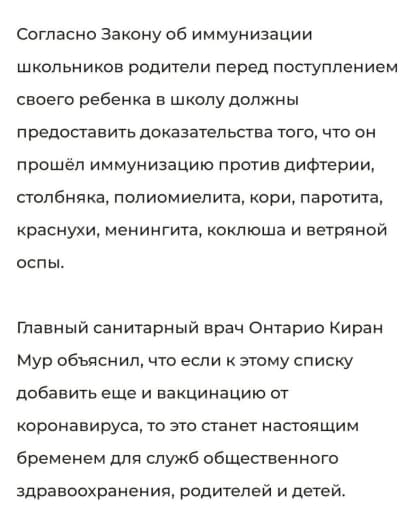 Согласно Закону об иммунизации
школьников родители перед поступлением
своего ребенка в школу должны
предоставить доказательства того, что он
прошёл иммунизацию против дифтерии,
столбняка, полиомиелита, кори, паротита,
краснухи, менингита, коклюша и ветряной
оспы.
Главный санитарный врач Онтарио Киран
Мур объяснил, что если к этому списку
добавить еще и вакцинацию от
коронавируса, то это станет настоящим
бременем для служб общественного
здравоохранения, родителей и детей.